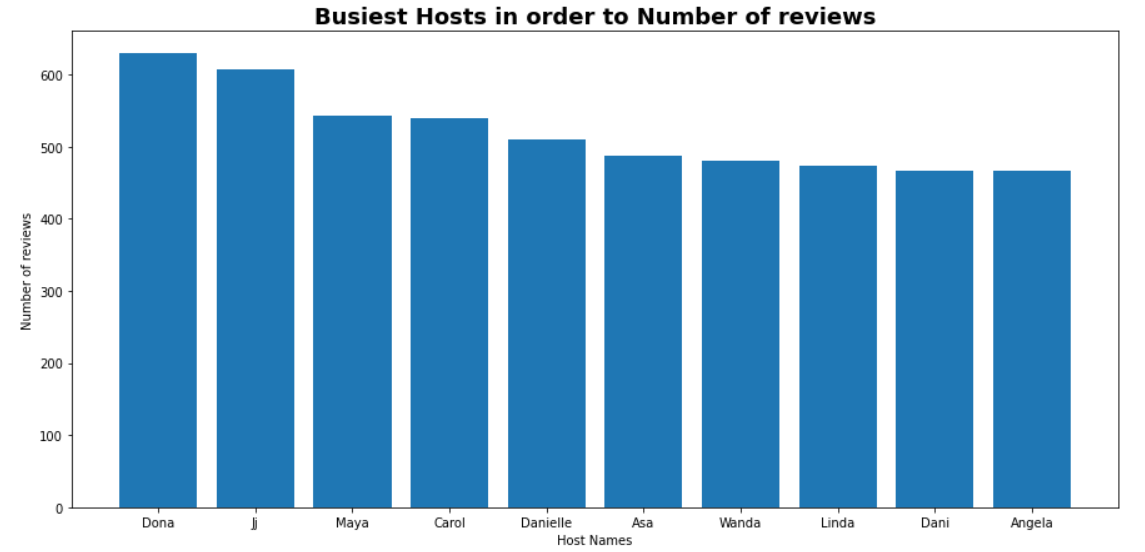 Busiest Hosts in order to Number of reviews
600
500
400
300
200
100
0
Number of reviews
Dona Jj Maya Carol Danielle Asa Wanda Linda Dani Angela
Host Names